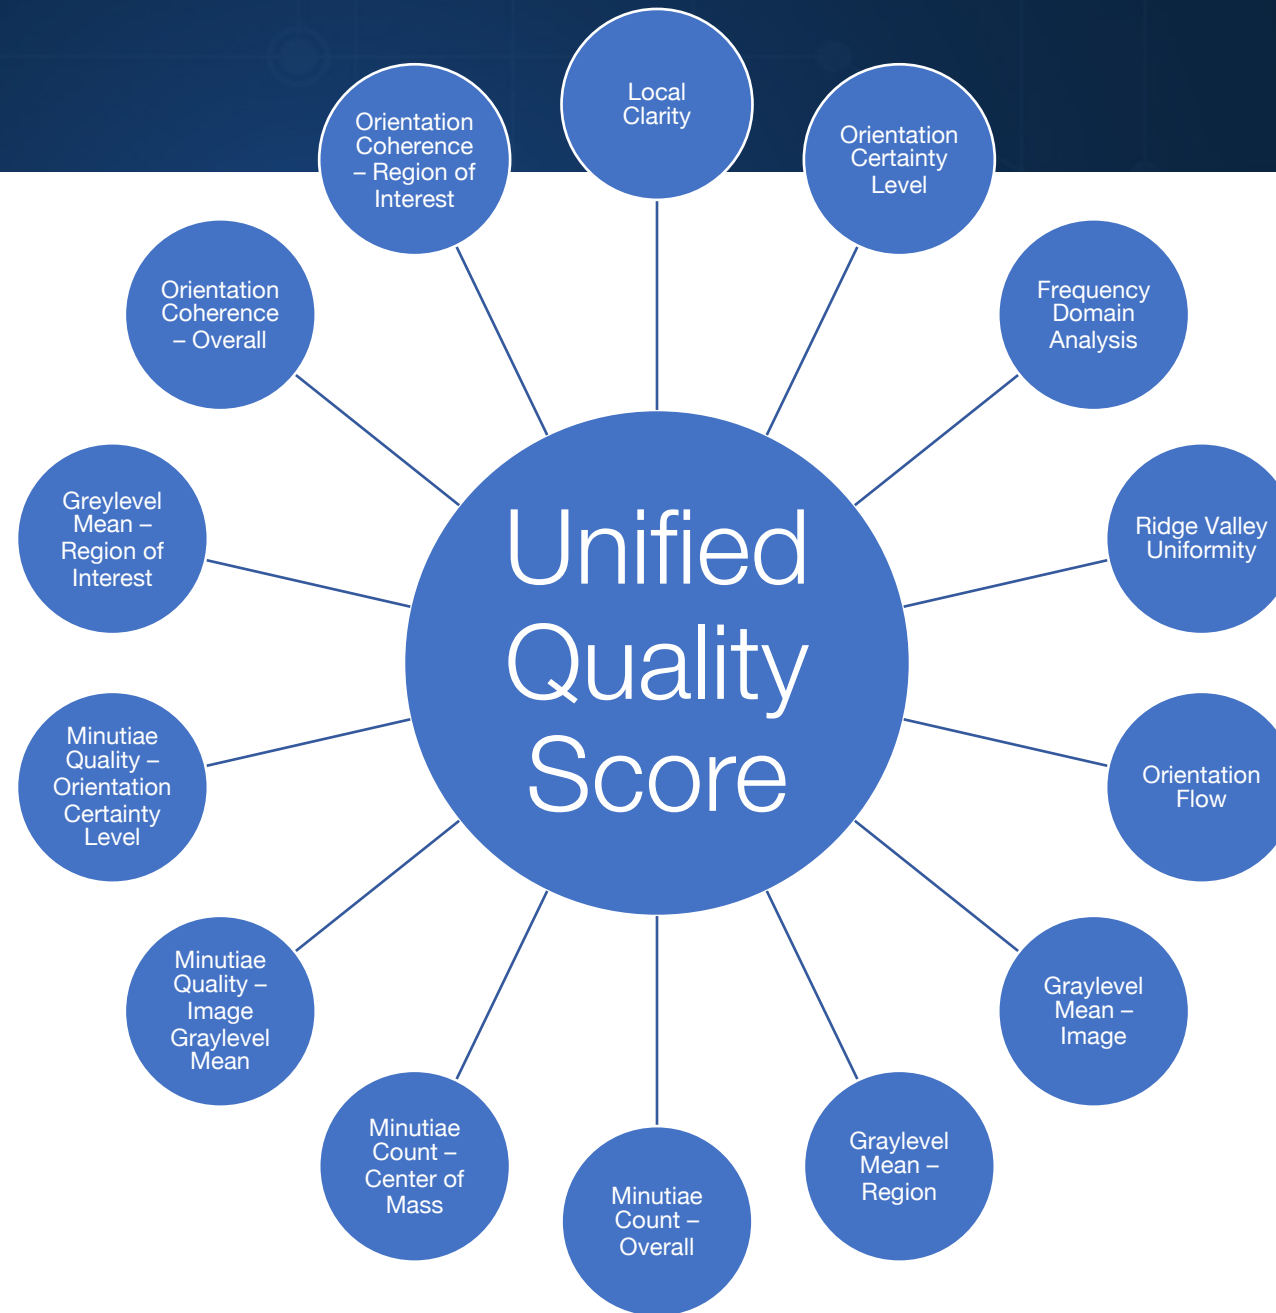 Local
Clarity
Orientation
Certainty
Level
Frequency
Domain
Analysis
Ridge Valley
Uniformity
Orientation
Flow
Graylevel
Mean –
Image
Graylevel
Mean –
Region
Minutiae
Count –
Overall
Minutiae
Count –
Center of
Mass
Minutiae
Quality –
Image
Graylevel
Mean
Minutiae
Quality –
Orientation
Certainty
Level
Greylevel
Mean –
Region of
Interest
Orientation
Coherence
– Overall
Orientation
Coherence
– Region of
Interest
Unified
Quality
Score